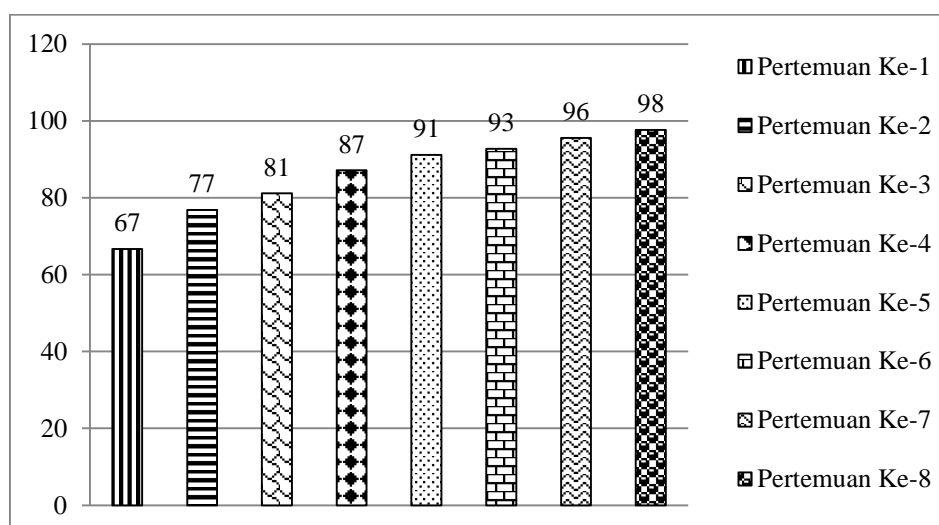 120
100
80
60
40
20
0
67
77
81
87
91
93
96
98
Pertemuan Ke-1
Pertemuan Ke-2
Pertemuan Ke-3
Pertemuan Ke-4
Pertemuan Ke-5
Pertemuan Ke-6
Pertemuan Ke-7
Pertemuan Ke-8